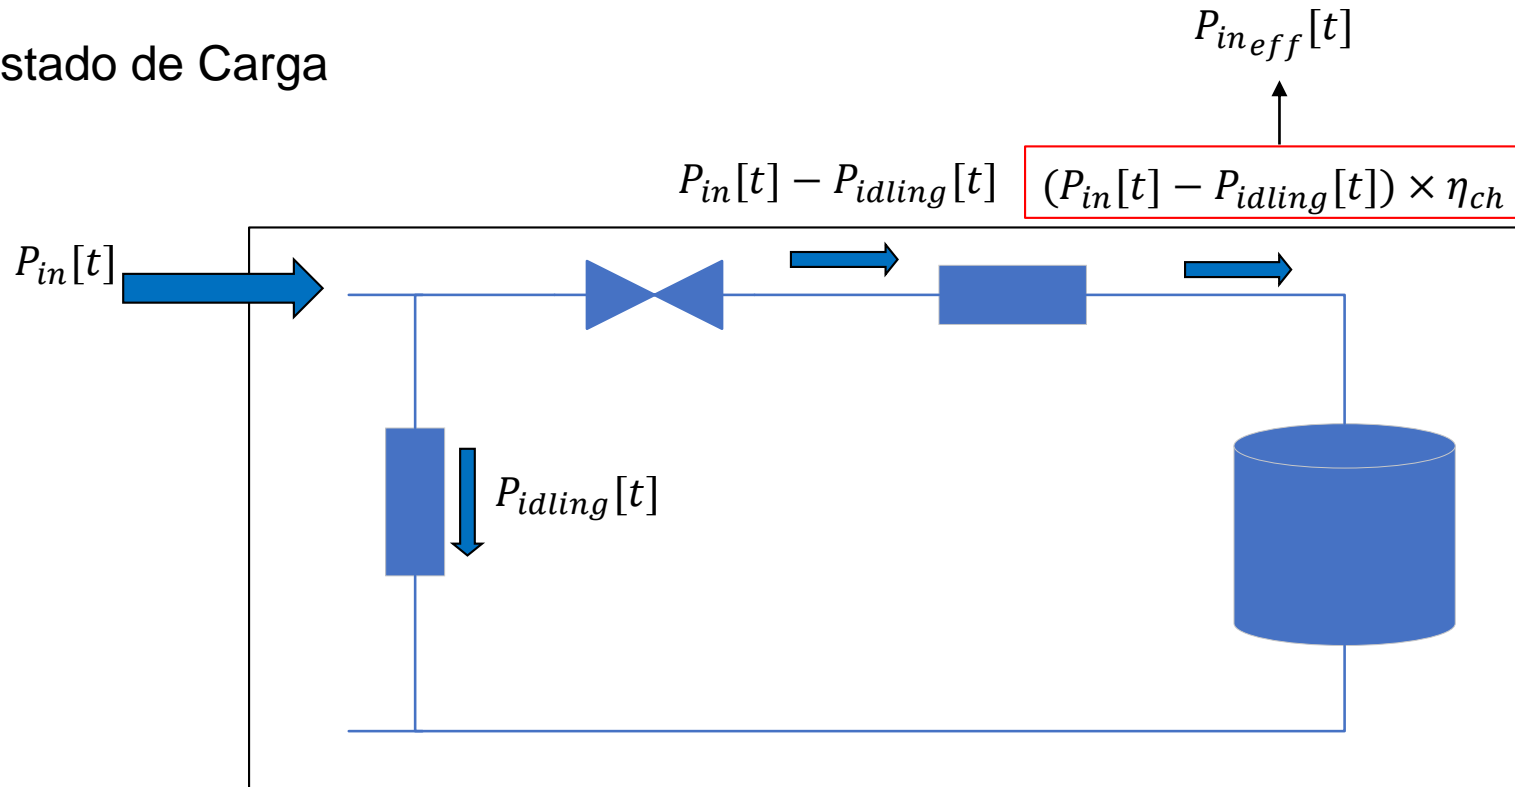 stado de Carga
P_{in_{eff}}[t]
P_{in}[t] − P_{idling}[t]
(P_{in}[t] − P_{idling}[t]) × η_{ch}
P_{in}[t]
P_{idling}[t]